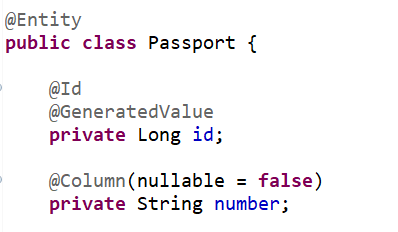 @Entity
public class Passport {
@Id
@GeneratedValue
private Long id;
@Column(nullable = false)
private String number;